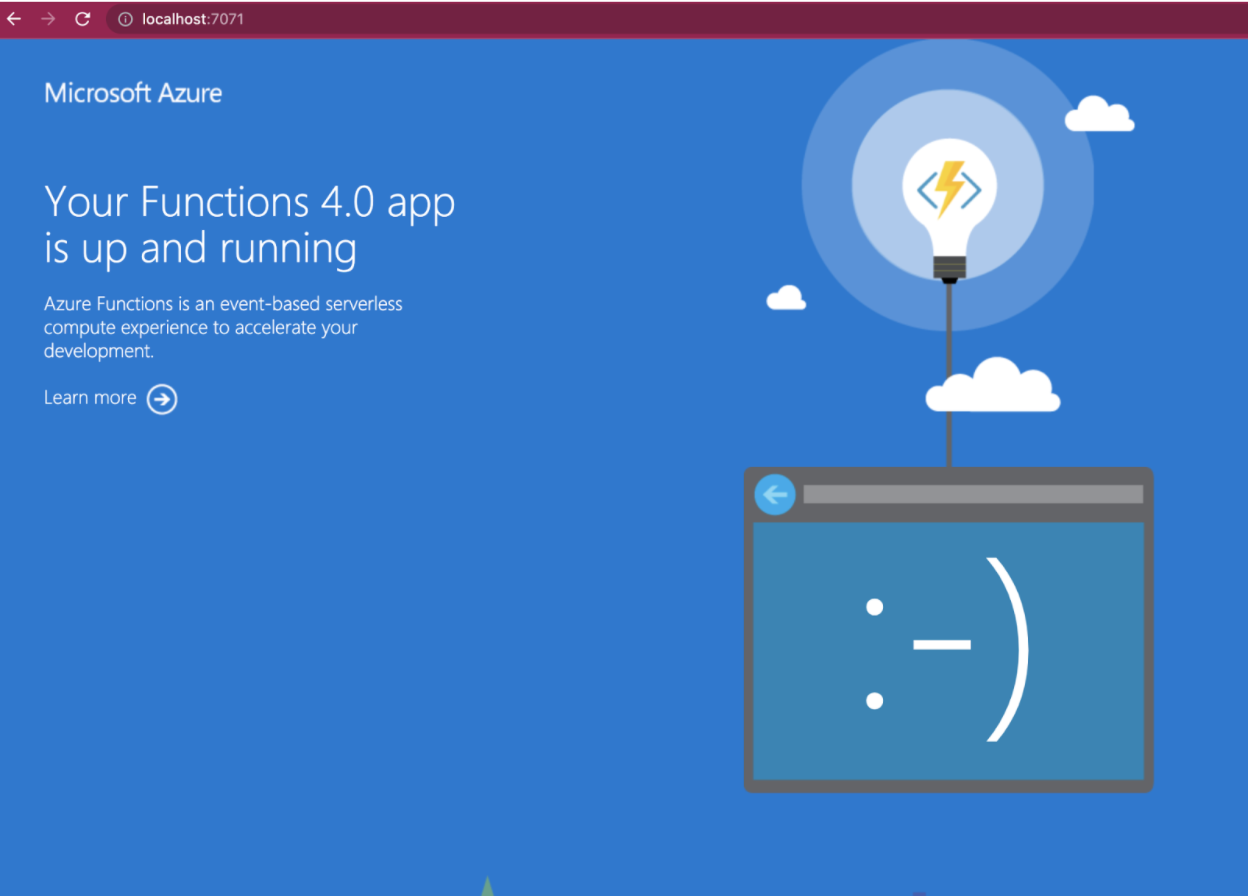 localhost:7071
Microsoft Azure
Your Functions 4.0 app
is up and running
Azure Functions is an event-based serverless
compute experience to accelerate your
development.
Learn more
:-)